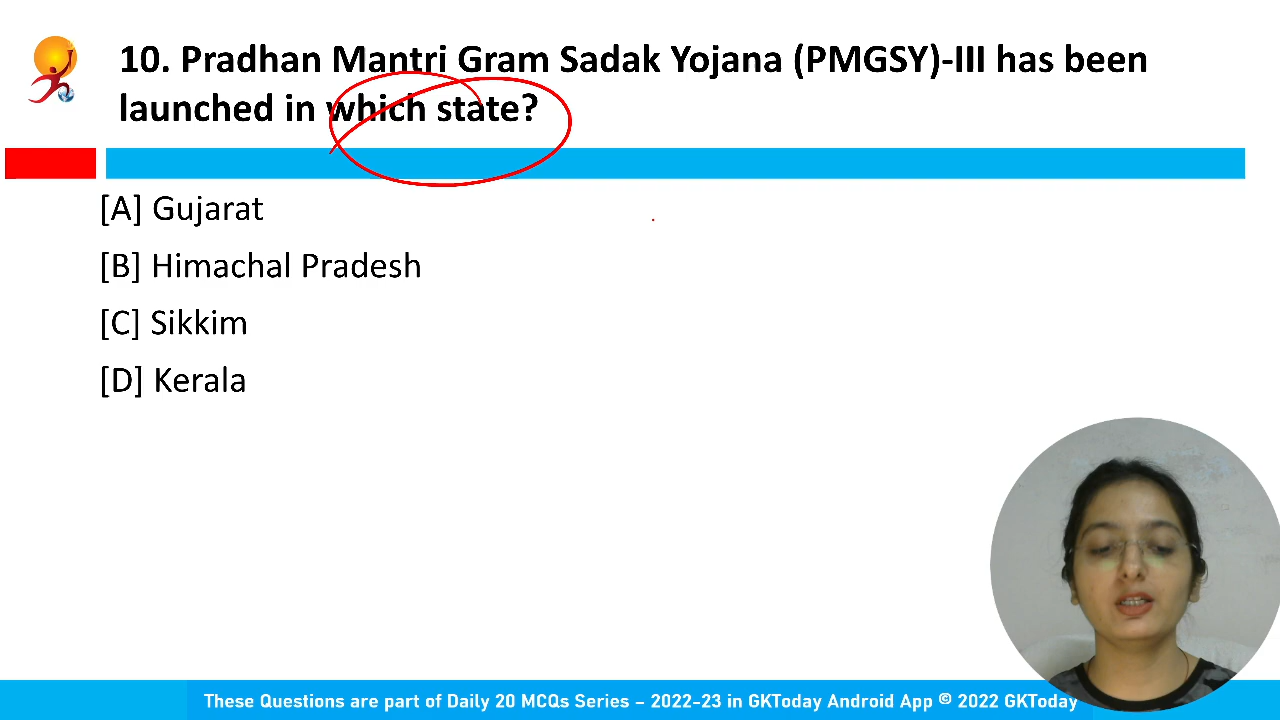 10. Pradhan Mantri Gram Sadak Yojana (PMGSY)-III has been
launched in which state?
[A] Gujarat
[B] Himachal Pradesh
[C] Sikkim
[D] Kerala
These Questions are part of Daily 20 MCQs Series – 2022-23 in GKToday Android App © 2022 GKToday